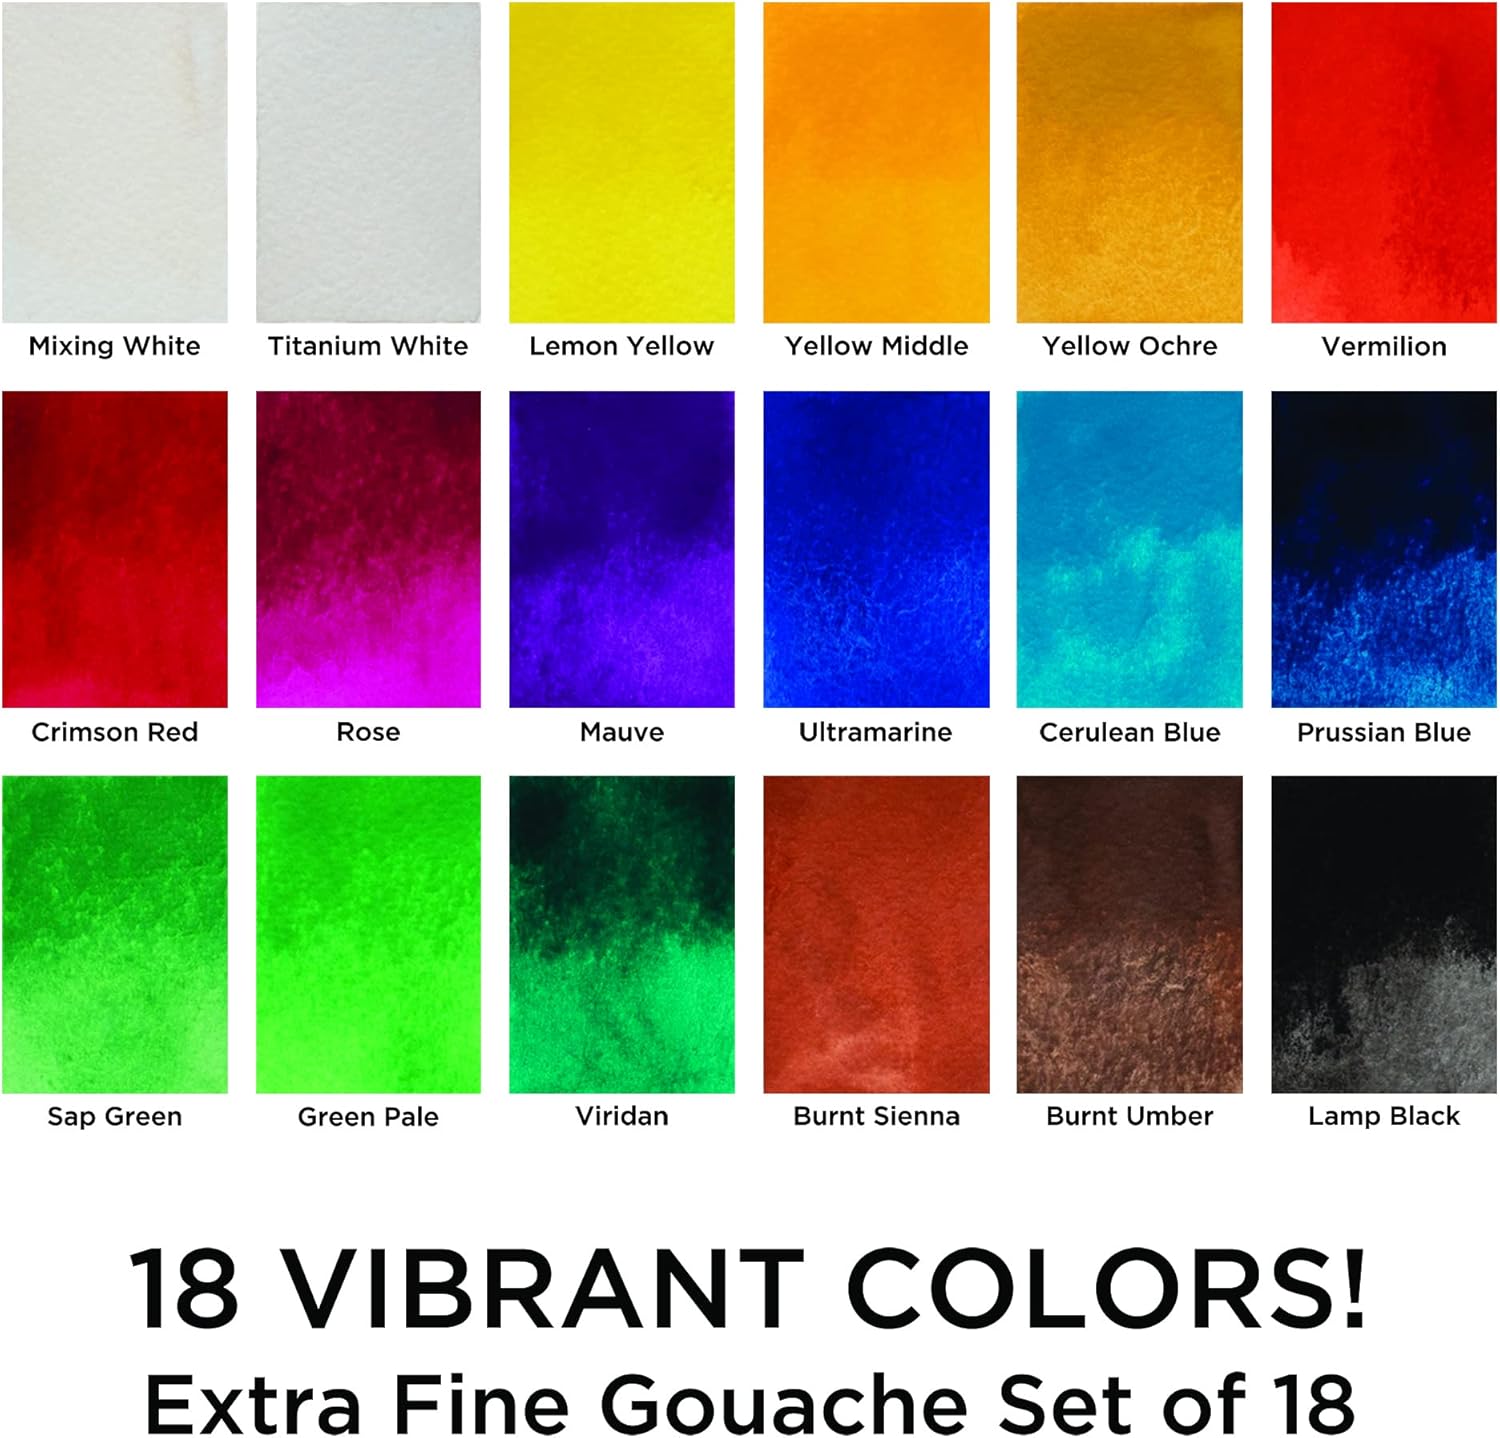 Mixing White
Titanium White
Lemon Yellow
Yellow Middle
Yellow Ochre
Vermilion
Crimson Red
Rose
Mauve
Ultramarine
Cerulean Blue
Prussian Blue
Sap Green
Green Pale
Viridan
Burnt Sienna
Burnt Umber
Lamp Black
18 VIBRANT COLORS!
Extra Fine Gouache Set of 18